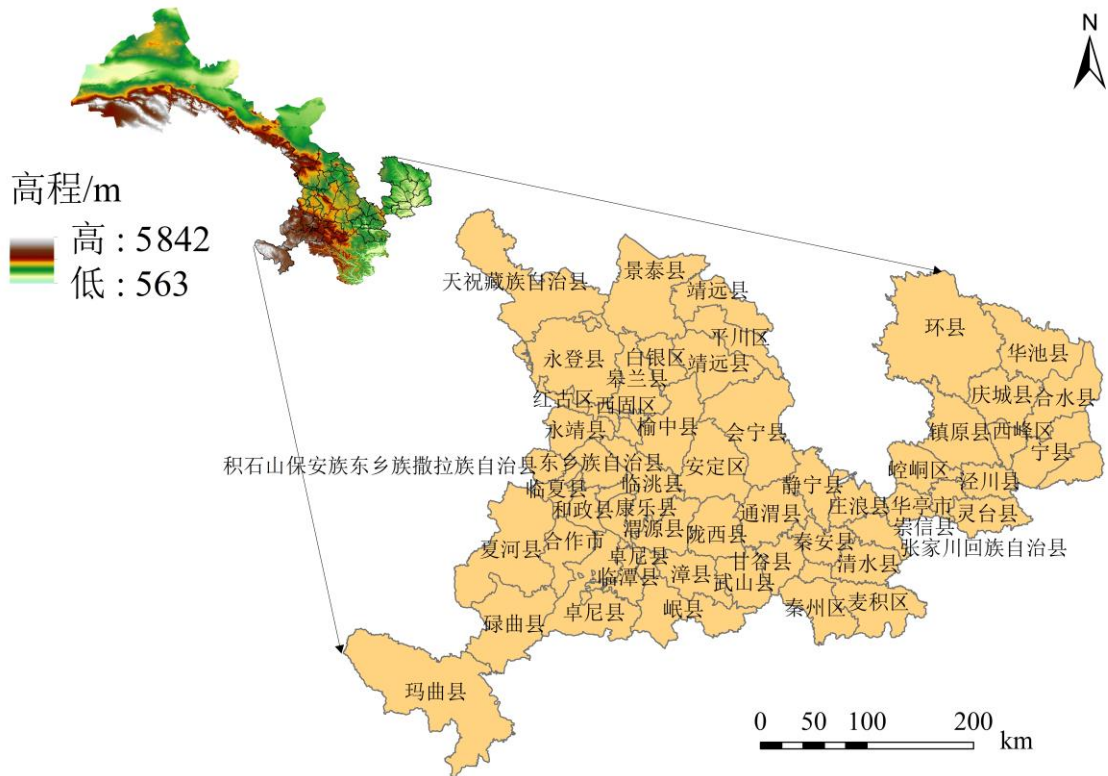 N
高程/m
高 : 5842
低 : 563
景泰县
天祝藏族自治县
靖远县
环县
平川区
永登县
白银区
靖远县
华池县
皋兰县
红古区
西固区
庆城县
合水县
永靖县
榆中县
会宁县
镇原县
西峰区
宁县
积石山保安族东乡族撒拉族自治县
东乡族自治县
安定区
崆峒区
泾川县
临夏县
临洮县
静宁县
和政县
康乐县
通渭县
庄浪县
华亭市
灵台县
渭源县
陇西县
崇信县
夏河县
合作市
秦安县
张家川回族自治县
卓尼县
甘谷县
清水县
临潭县
漳县
武山县
碌曲县
卓尼县
岷县
秦州区
麦积区
玛曲县
0 50 100 200
km